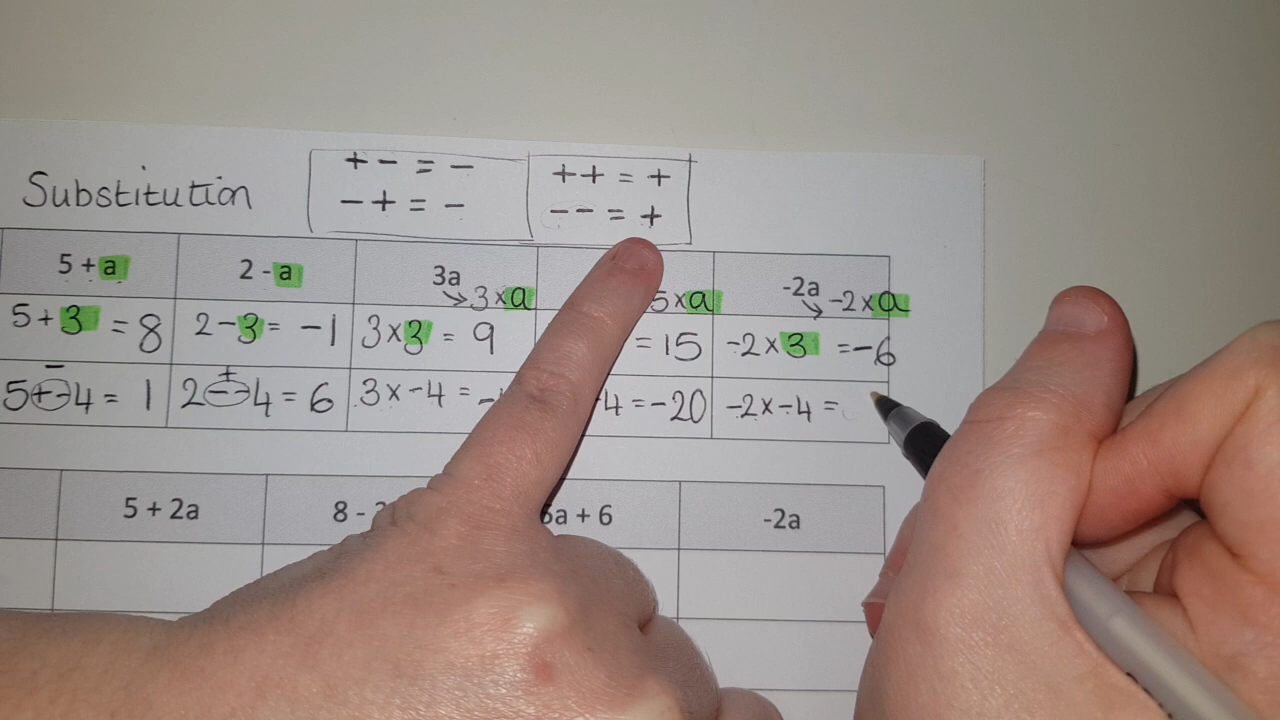 + - = -
- + = -
+ + = +
- - = +
Substitution
5 + a
2 - a
3a
3 × a
5 × a
-2a
-2 × a
5 + 3 = 8
2 - 3 = -1
3 × 3 = 9
= 15
-2 × 3 = -6
-
5 + -4 = 1
+
2 - -4 = 6
3 × -4 = -
-4 = -20
-2 × -4 =
5 + 2a
8 -
6a + 6
-2a